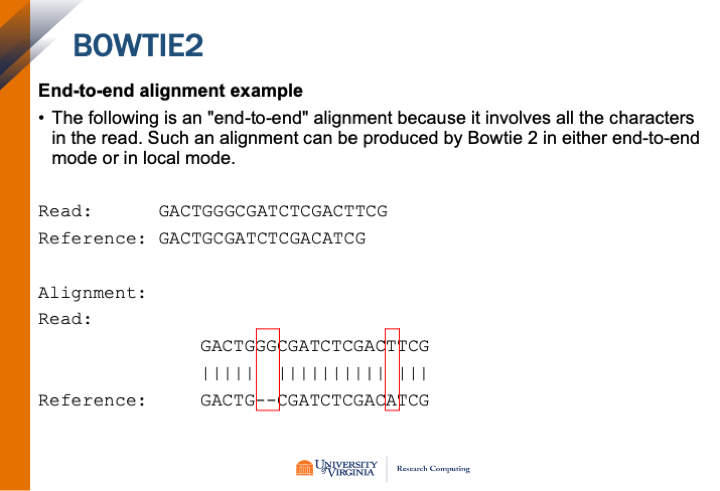 BOWTIE2
End-to-end alignment example
• The following is an "end-to-end" alignment because it involves all the characters
in the read. Such an alignment can be produced by Bowtie 2 in either end-to-end
mode or in local mode.
Read: GACTGGGCGATCTCGACTTCG
Reference: GACTGCGATCTCGACATCG
Alignment:
Read:
GACTGGGCGATCTCGACTTCG
||||| |||||||||| |||
Reference: GACTG--CGATCTCGACATCG
UNIVERSITY of VIRGINIA Research Computing